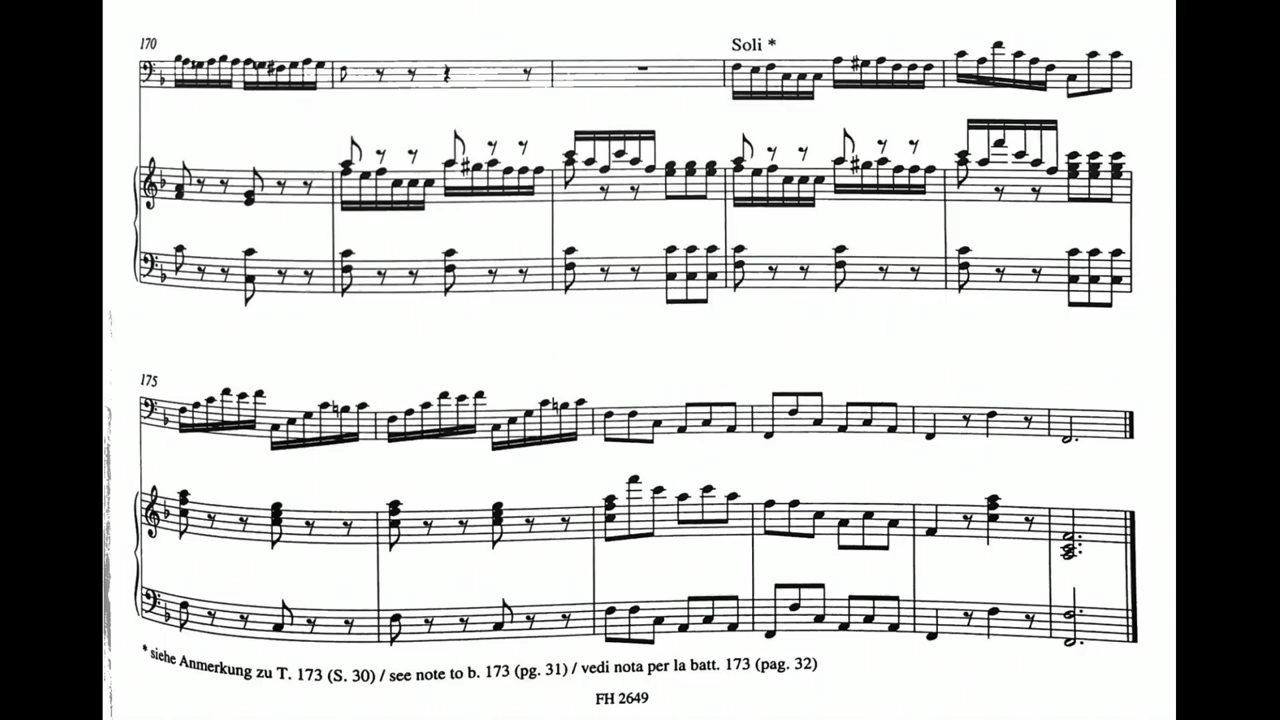 170
Soli *
175
* siehe Anmerkung zu T. 173 (S. 30) / see note to b. 173 (pg. 31) / vedi nota per la batt. 173 (pag. 32)
FH 2649